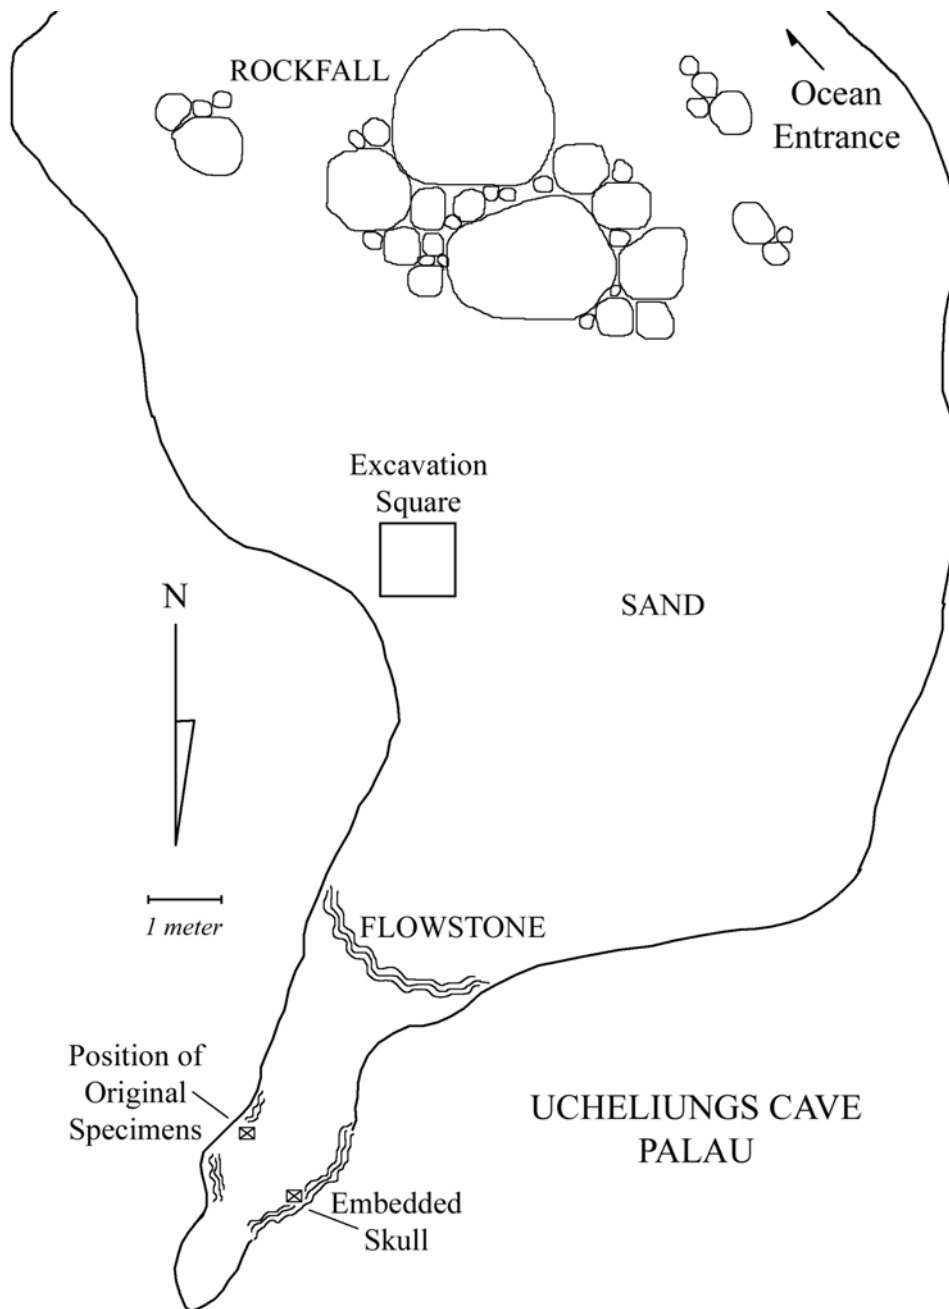 ROCKFALL
Ocean
Entrance
Excavation
Square
N
SAND
1 meter
FLOWSTONE
Position of
Original
Specimens
UCHELIUNGS CAVE
PALAU
Embedded
Skull